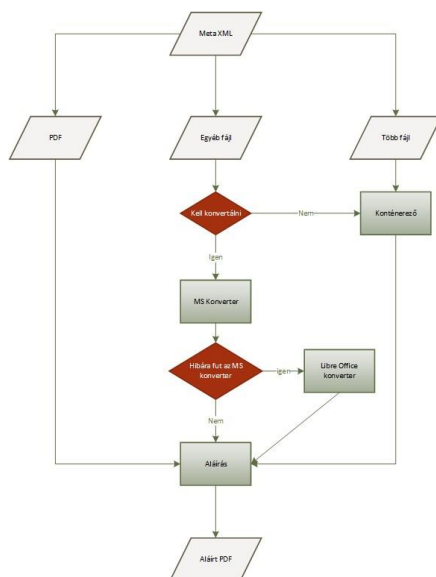 Meta XML
PDF
Egyéb fájl
Több fájl
Kell konvertálni
Nem
Konténerező
Igen
MS Konverter
Hibára fut az MS
konverter
igen
Libre Office
konverter
Nem
Aláírás
Aláírt PDF